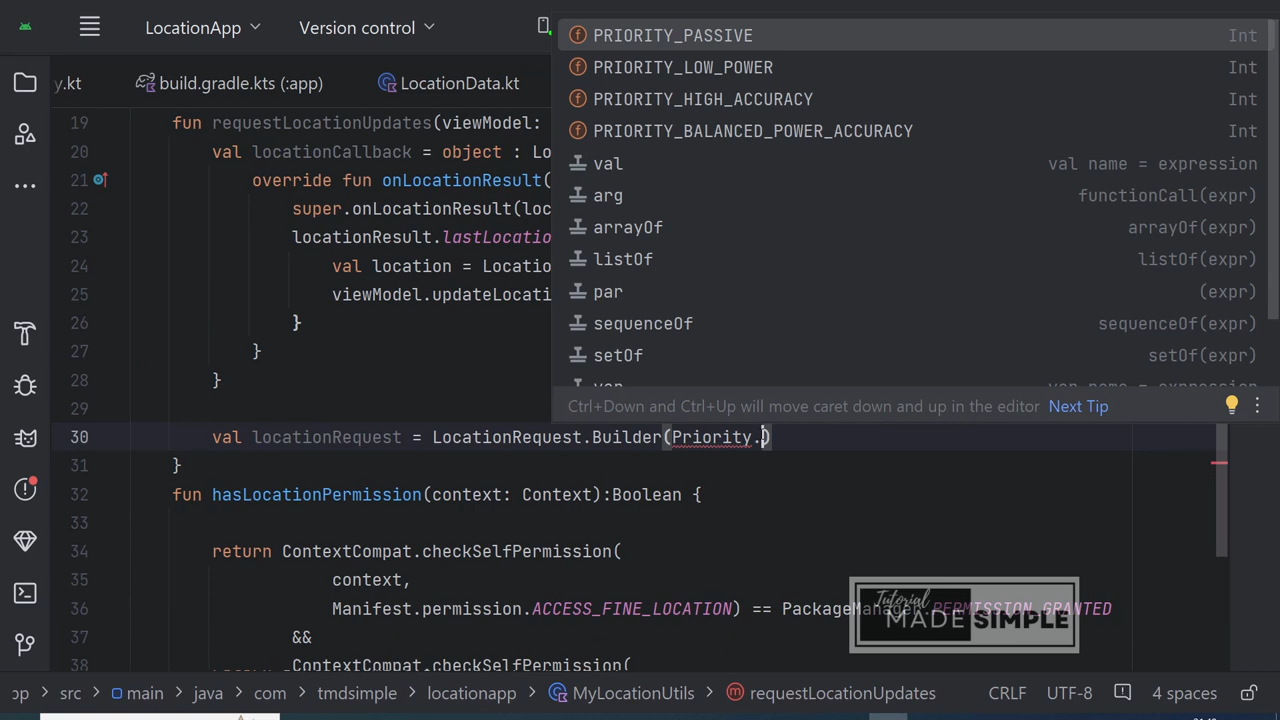 LocationApp
Version control
y.kt
build.gradle.kts (:app)
LocationData.kt
PRIORITY_PASSIVE Int
PRIORITY_LOW_POWER Int
PRIORITY_HIGH_ACCURACY Int
PRIORITY_BALANCED_POWER_ACCURACY Int
val val name = expression
arg functionCall(expr)
arrayOf arrayOf(expr)
listOf listOf(expr)
par (expr)
sequenceOf sequenceOf(expr)
setOf setOf(expr)
Ctrl+Down and Ctrl+Up will move caret down and up in the editor Next Tip
19 fun requestLocationUpdates(viewModel:
20 val locationCallback = object : Lo
21 override fun onLocationResult(
22 super.onLocationResult(loc
23 locationResult.lastLocatio
24 val location = Locatio
25 viewModel.updateLocati
26 }
27 }
28 }
29
30 val locationRequest = LocationRequest.Builder(Priority.)
31 }
32 fun hasLocationPermission(context: Context):Boolean {
33
34 return ContextCompat.checkSelfPermission(
35 context,
36 Manifest.permission.ACCESS_FINE_LOCATION) == PackageManager.PERMISSION_GRANTED
37 &&
38 ContextCompat.checkSelfPermission(
Tutorial
MADE SIMPLE
op src main java com tmdsimple locationapp MyLocationUtils requestLocationUpdates CRLF UTF-8 4 spaces